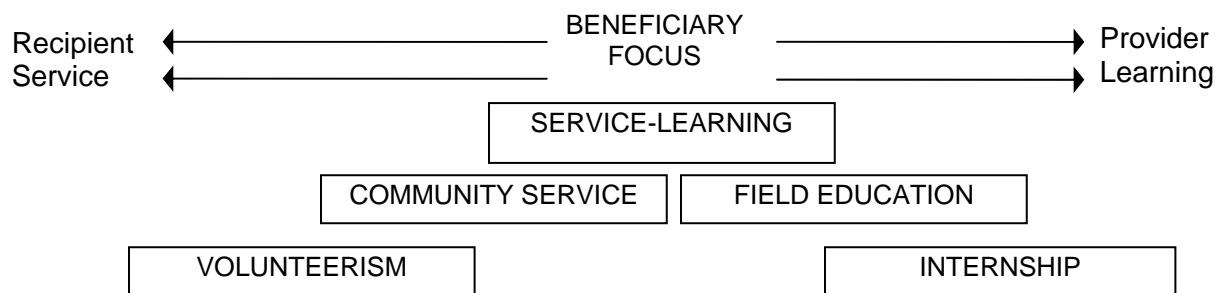 BENEFICIARY
Recipient
Provider
FOCUS
Service
Learning
SERVICE-LEARNING
COMMUNITY SERVICE
FIELD EDUCATION
VOLUNTEERISM
INTERNSHIP